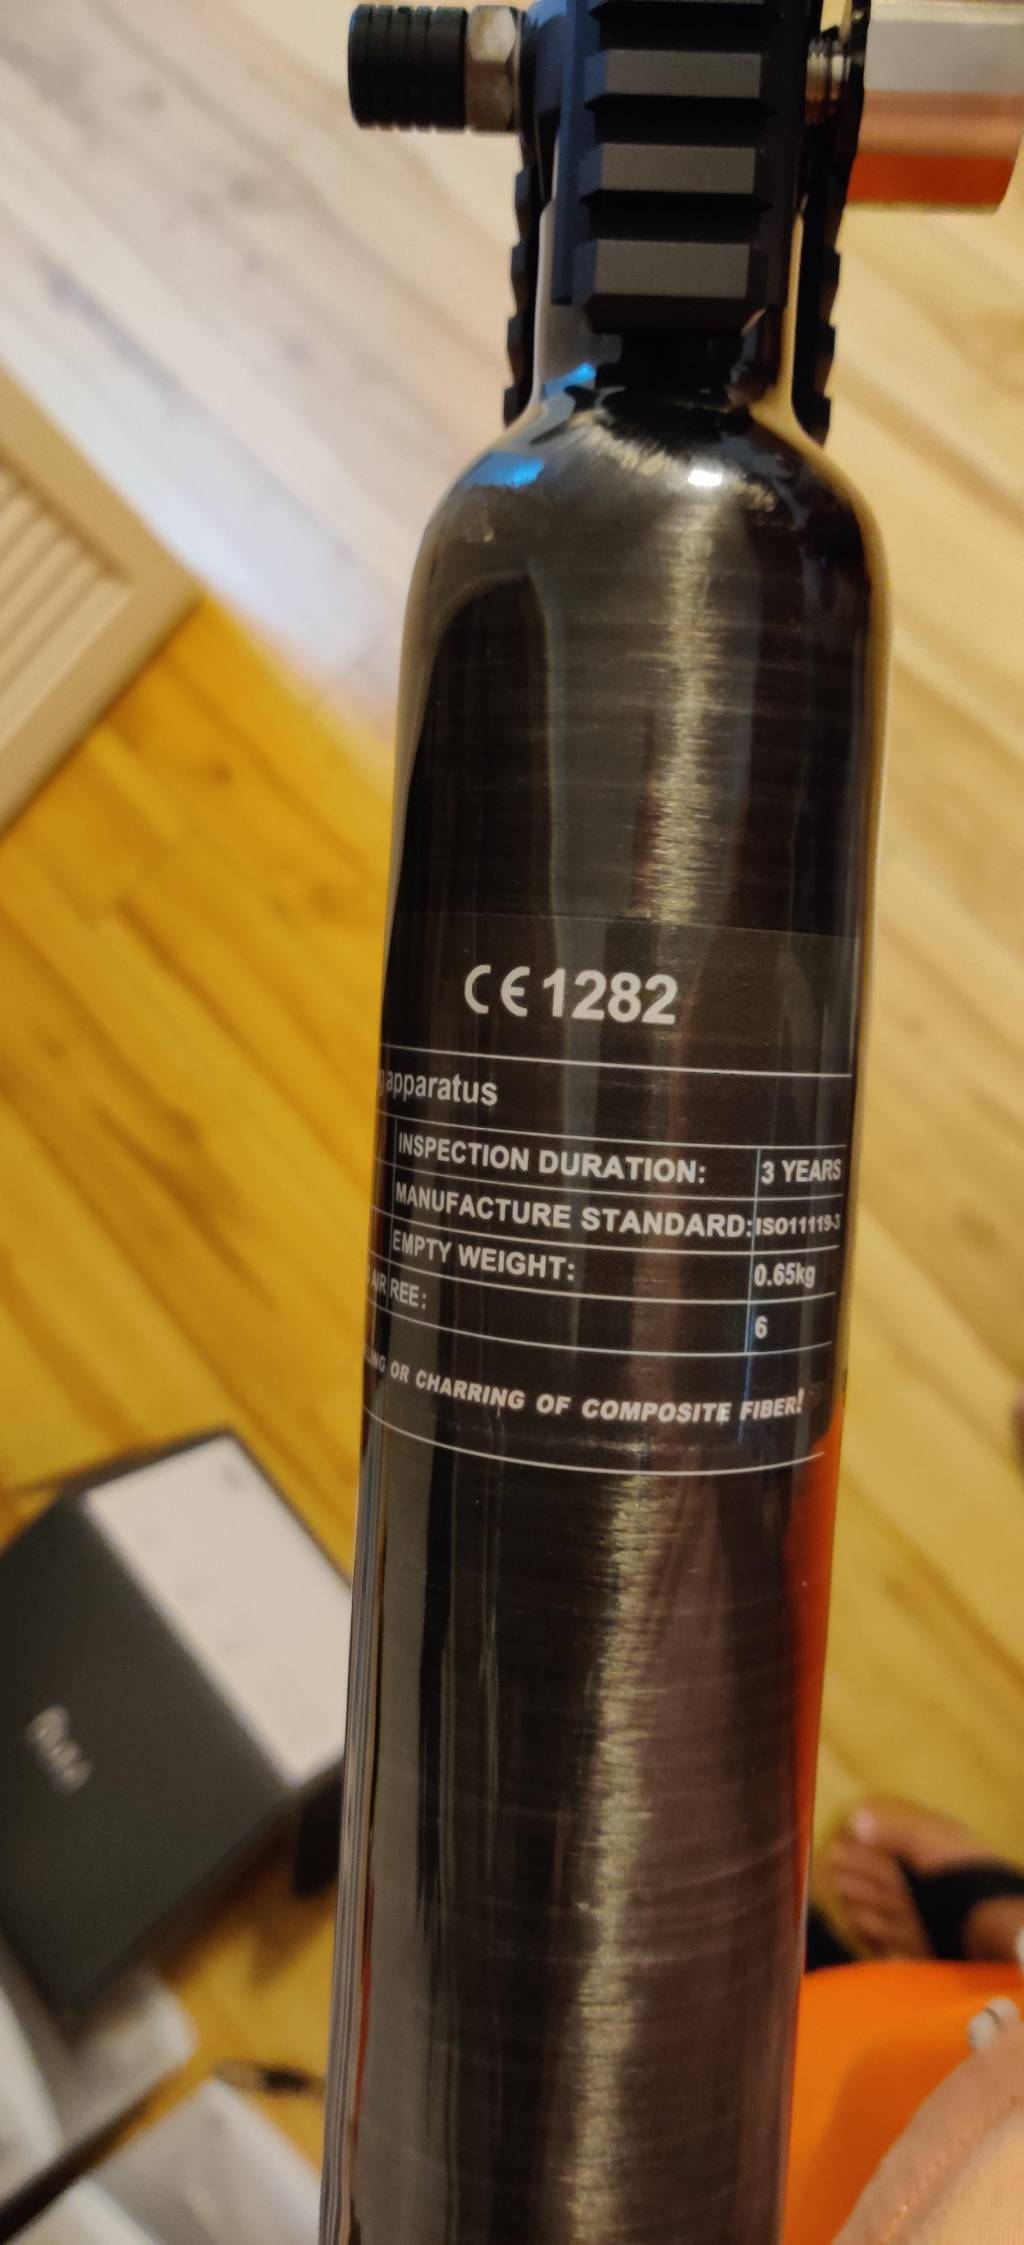 CE 1282
apparatus
INSPECTION DURATION: 3 YEARS
MANUFACTURE STANDARD: ISO11119-3
EMPTY WEIGHT: 0.65kg
AIR REE: 6
OR CHARRING OF COMPOSITE FIBER!